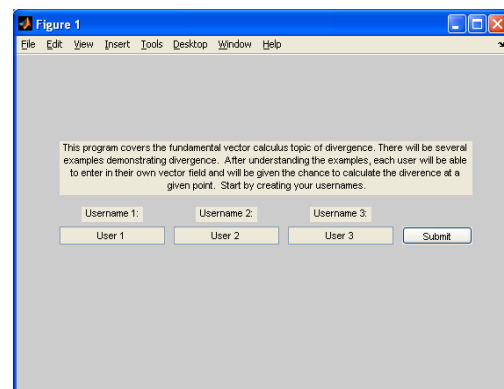 Figure 1
File Edit View Insert Tools Desktop Window Help
This program covers the fundamental vector calculus topic of divergence. There will be several
examples demonstrating divergence. After understanding the examples, each user will be able
to enter in their own vector field and will be given the chance to calculate the diverence at a
given point. Start by creating your usernames.
Username 1: Username 2: Username 3:
User 1 User 2 User 3 Submit